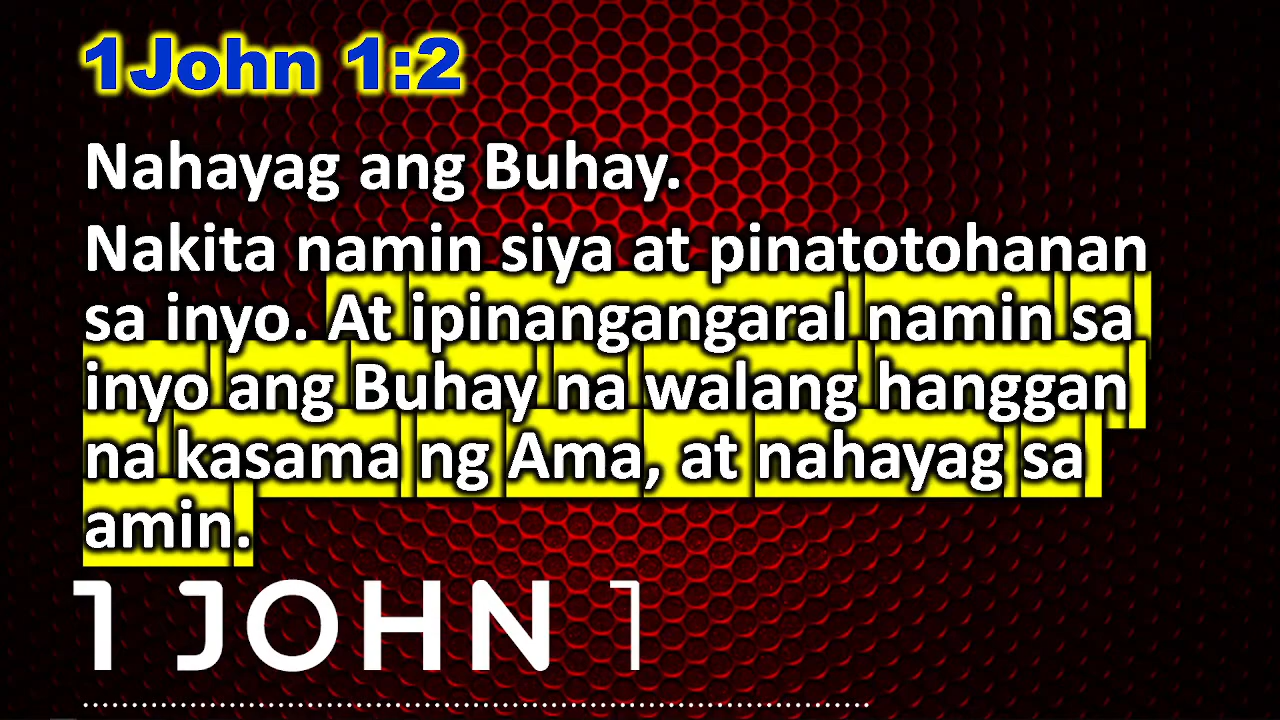 1John 1:2
Nahayag ang Buhay.
Nakita namin siya at pinatotohanan
sa inyo. At ipinangangaral namin sa
inyo ang Buhay na walang hanggan
na kasama ng Ama, at nahayag sa
amin.
1 JOHN 1